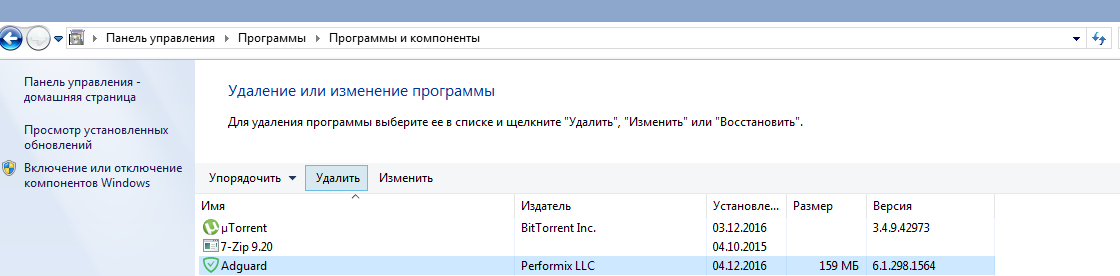 Панель управления Программы Программы и компоненты
Панель управления -
домашняя страница
Просмотр установленных
обновлений
Включение или отключение
компонентов Windows
Удаление или изменение программы
Для удаления программы выберите ее в списке и щелкните "Удалить", "Изменить" или "Восстановить".
Упорядочить Удалить Изменить
Имя Издатель Установле... Размер Версия
µTorrent BitTorrent Inc. 03.12.2016 3.4.9.42973
7-Zip 9.20 04.10.2015
Adguard Performix LLC 04.12.2016 159 МБ 6.1.298.1564